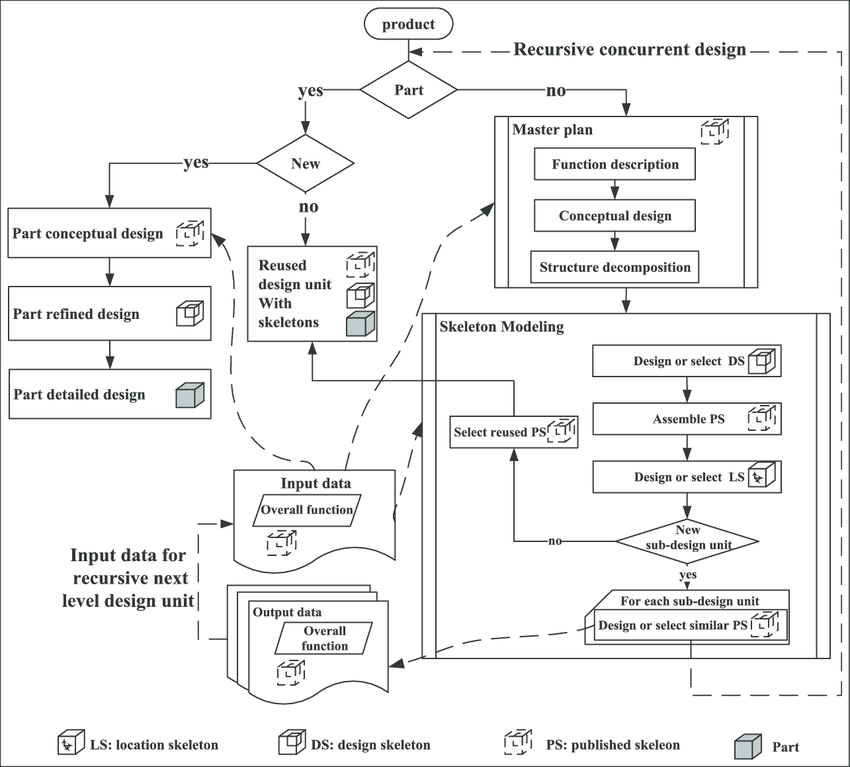 product
Recursive concurrent design
Part
yes
no
Master plan
Function description
Conceptual design
Structure decomposition
New
yes
no
Part conceptual design
Part refined design
Part detailed design
Reused
design unit
With
skeletons
Skeleton Modeling
Design or select DS
Assemble PS
Select reused PS
Design or select LS
New
sub-design unit
no
yes
For each sub-design unit
Design or select similar PS
Input data
Overall function
Input data for
recursive next
level design unit
Output data
Overall
function
LS: location skeleton
DS: design skeleton
PS: published skeleon
Part